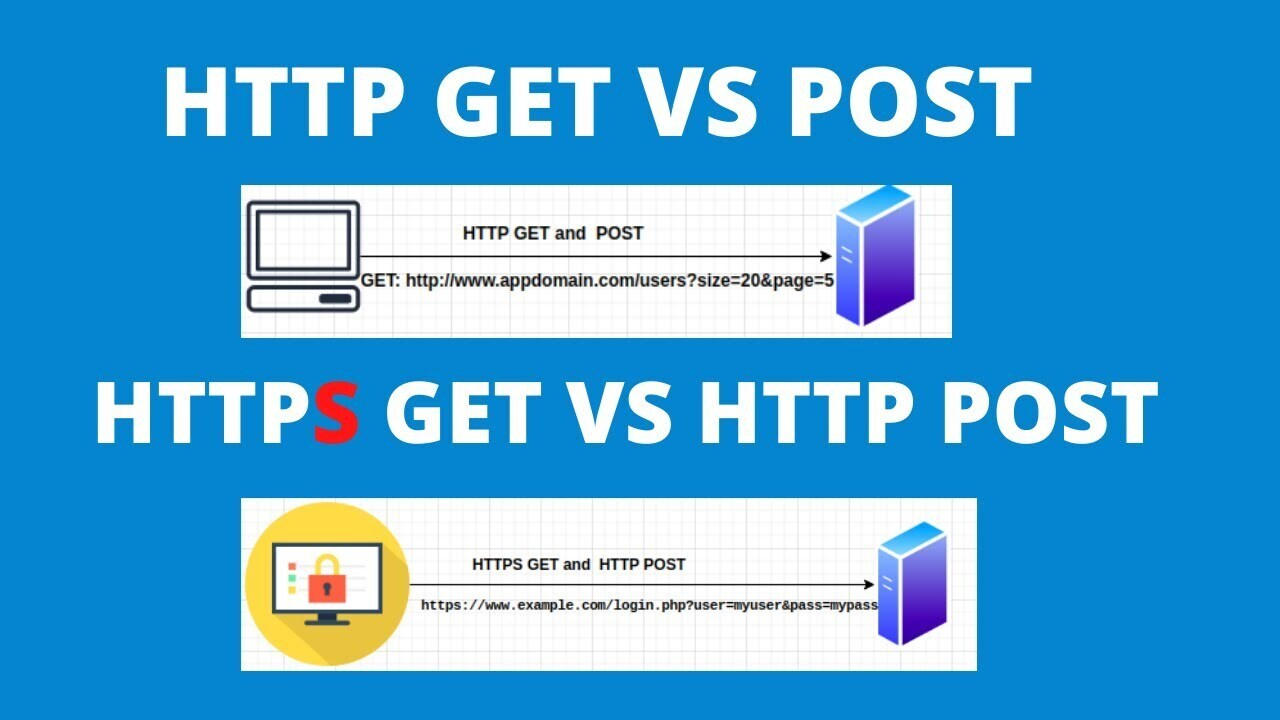 HTTP GET VS POST
HTTP GET and  POST
GET: http://www.appdomain.com/users?size=20&page=5
HTTPS GET VS HTTP POST
HTTPS GET and  HTTP POST
https://www.example.com/login.php?user=myuser&pass=mypass